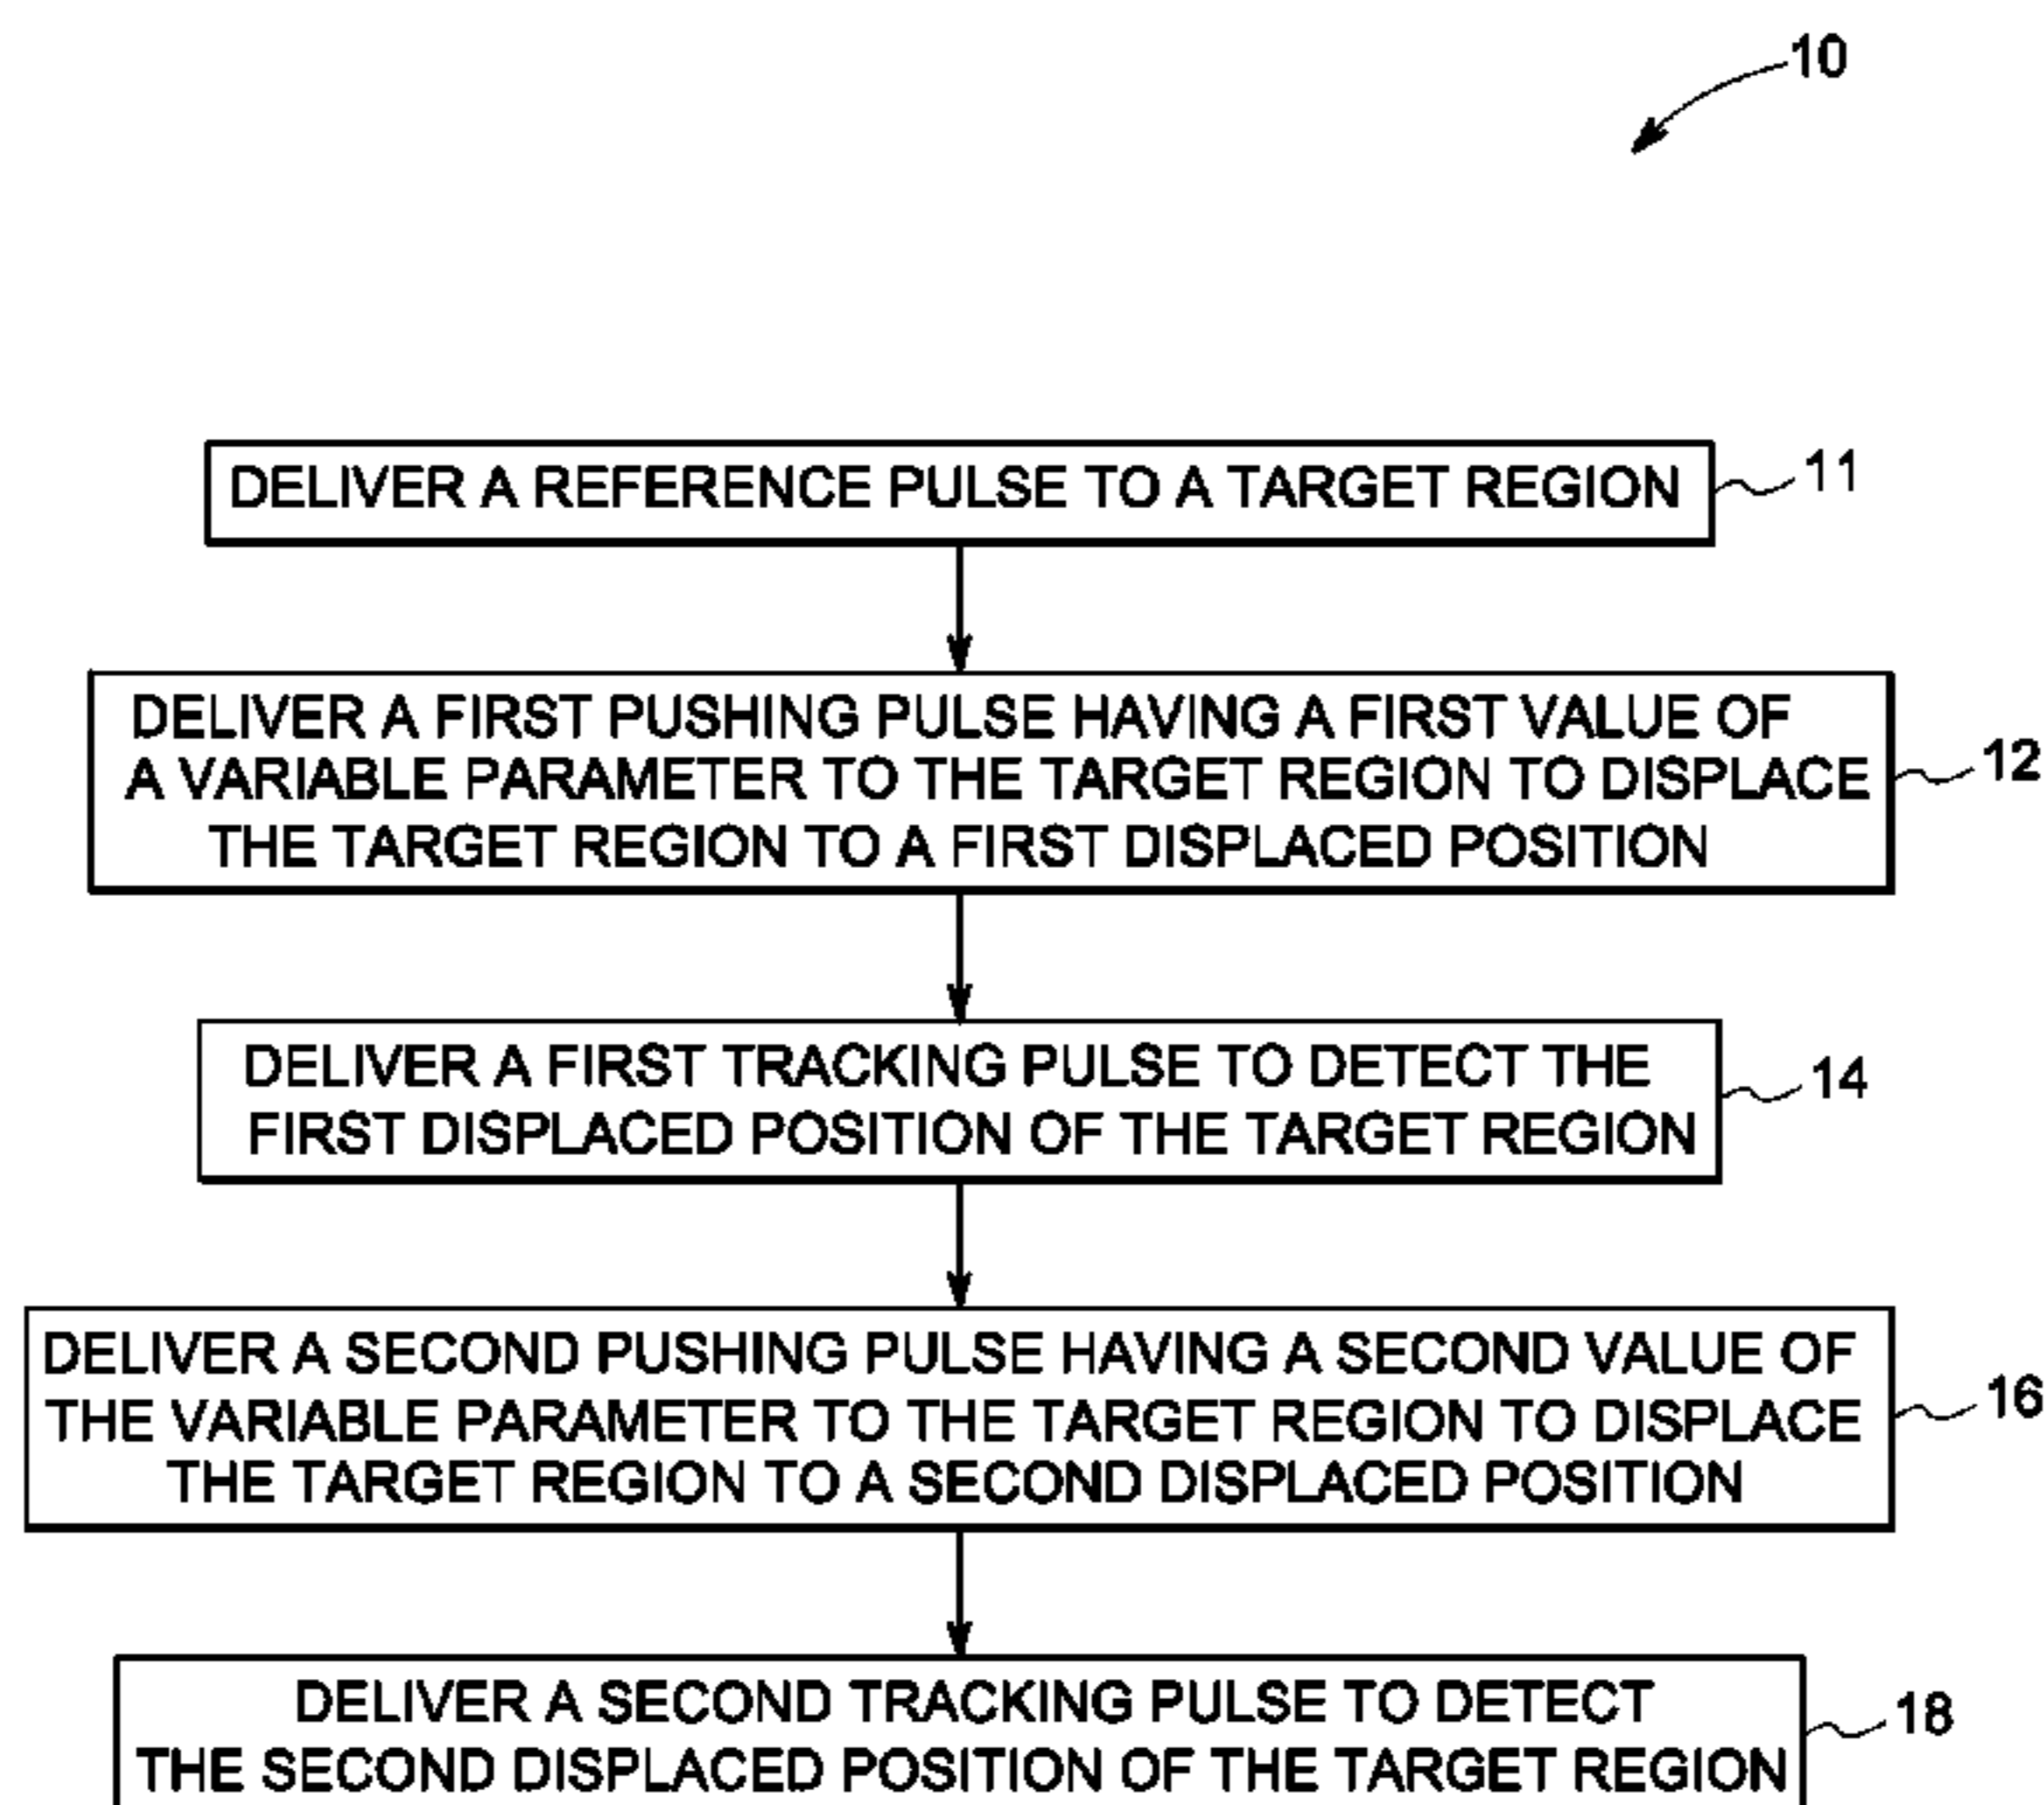 10
DELIVER A REFERENCE PULSE TO A TARGET REGION
11
DELIVER A FIRST PUSHING PULSE HAVING A FIRST VALUE OF
A VARIABLE PARAMETER TO THE TARGET REGION TO DISPLACE
THE TARGET REGION TO A FIRST DISPLACED POSITION
12
DELIVER A FIRST TRACKING PULSE TO DETECT THE
FIRST DISPLACED POSITION OF THE TARGET REGION
14
DELIVER A SECOND PUSHING PULSE HAVING A SECOND VALUE OF
THE VARIABLE PARAMETER TO THE TARGET REGION TO DISPLACE
THE TARGET REGION TO A SECOND DISPLACED POSITION
16
DELIVER A SECOND TRACKING PULSE TO DETECT
THE SECOND DISPLACED POSITION OF THE TARGET REGION
18